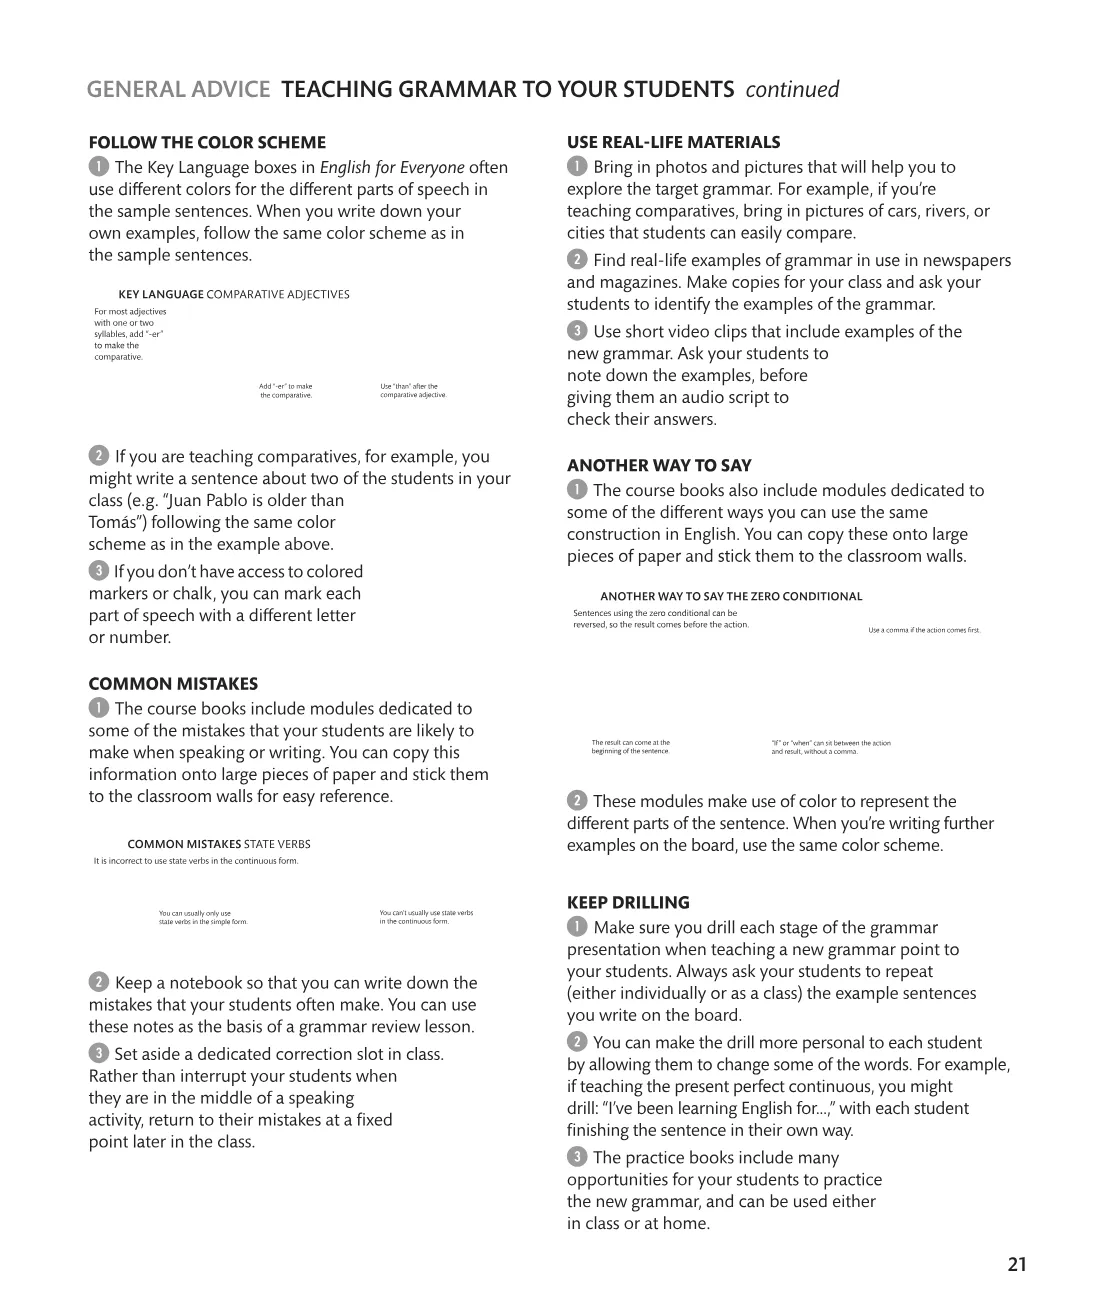 GENERAL ADVICE TEACHING GRAMMAR TO YOUR STUDENTS continued
FOLLOW THE COLOR SCHEME
1 The Key Language boxes in English for Everyone often
use different colors for the different parts of speech in
the sample sentences. When you write down your
own examples, follow the same color scheme as in
the sample sentences.
KEY LANGUAGE COMPARATIVE ADJECTIVES
For most adjectives
with one or two
syllables, add “-er”
to make the
comparative.
Add “-er” to make
the comparative.
Use “than” after the
comparative adjective.
2 If you are teaching comparatives, for example, you
might write a sentence about two of the students in your
class (e.g. “Juan Pablo is older than
Tomás”) following the same color
scheme as in the example above.
3 If you don’t have access to colored
markers or chalk, you can mark each
part of speech with a different letter
or number.
COMMON MISTAKES
1 The course books include modules dedicated to
some of the mistakes that your students are likely to
make when speaking or writing. You can copy this
information onto large pieces of paper and stick them
to the classroom walls for easy reference.
COMMON MISTAKES STATE VERBS
It is incorrect to use state verbs in the continuous form.
You can usually only use
state verbs in the simple form.
You can’t usually use state verbs
in the continuous form.
2 Keep a notebook so that you can write down the
mistakes that your students often make. You can use
these notes as the basis of a grammar review lesson.
3 Set aside a dedicated correction slot in class.
Rather than interrupt your students when
they are in the middle of a speaking
activity, return to their mistakes at a fixed
point later in the class.
USE REAL-LIFE MATERIALS
1 Bring in photos and pictures that will help you to
explore the target grammar. For example, if you’re
teaching comparatives, bring in pictures of cars, rivers, or
cities that students can easily compare.
2 Find real-life examples of grammar in use in newspapers
and magazines. Make copies for your class and ask your
students to identify the examples of the grammar.
3 Use short video clips that include examples of the
new grammar. Ask your students to
note down the examples, before
giving them an audio script to
check their answers.
ANOTHER WAY TO SAY
1 The course books also include modules dedicated to
some of the different ways you can use the same
construction in English. You can copy these onto large
pieces of paper and stick them to the classroom walls.
ANOTHER WAY TO SAY THE ZERO CONDITIONAL
Sentences using the zero conditional can be
reversed, so the result comes before the action.
Use a comma if the action comes first.
The result can come at the
beginning of the sentence.
“If” or “when” can sit between the action
and result, without a comma.
2 These modules make use of color to represent the
different parts of the sentence. When you’re writing further
examples on the board, use the same color scheme.
KEEP DRILLING
1 Make sure you drill each stage of the grammar
presentation when teaching a new grammar point to
your students. Always ask your students to repeat
(either individually or as a class) the example sentences
you write on the board.
2 You can make the drill more personal to each student
by allowing them to change some of the words. For example,
if teaching the present perfect continuous, you might
drill: “I’ve been learning English for...,” with each student
finishing the sentence in their own way.
3 The practice books include many
opportunities for your students to practice
the new grammar, and can be used either
in class or at home.
21